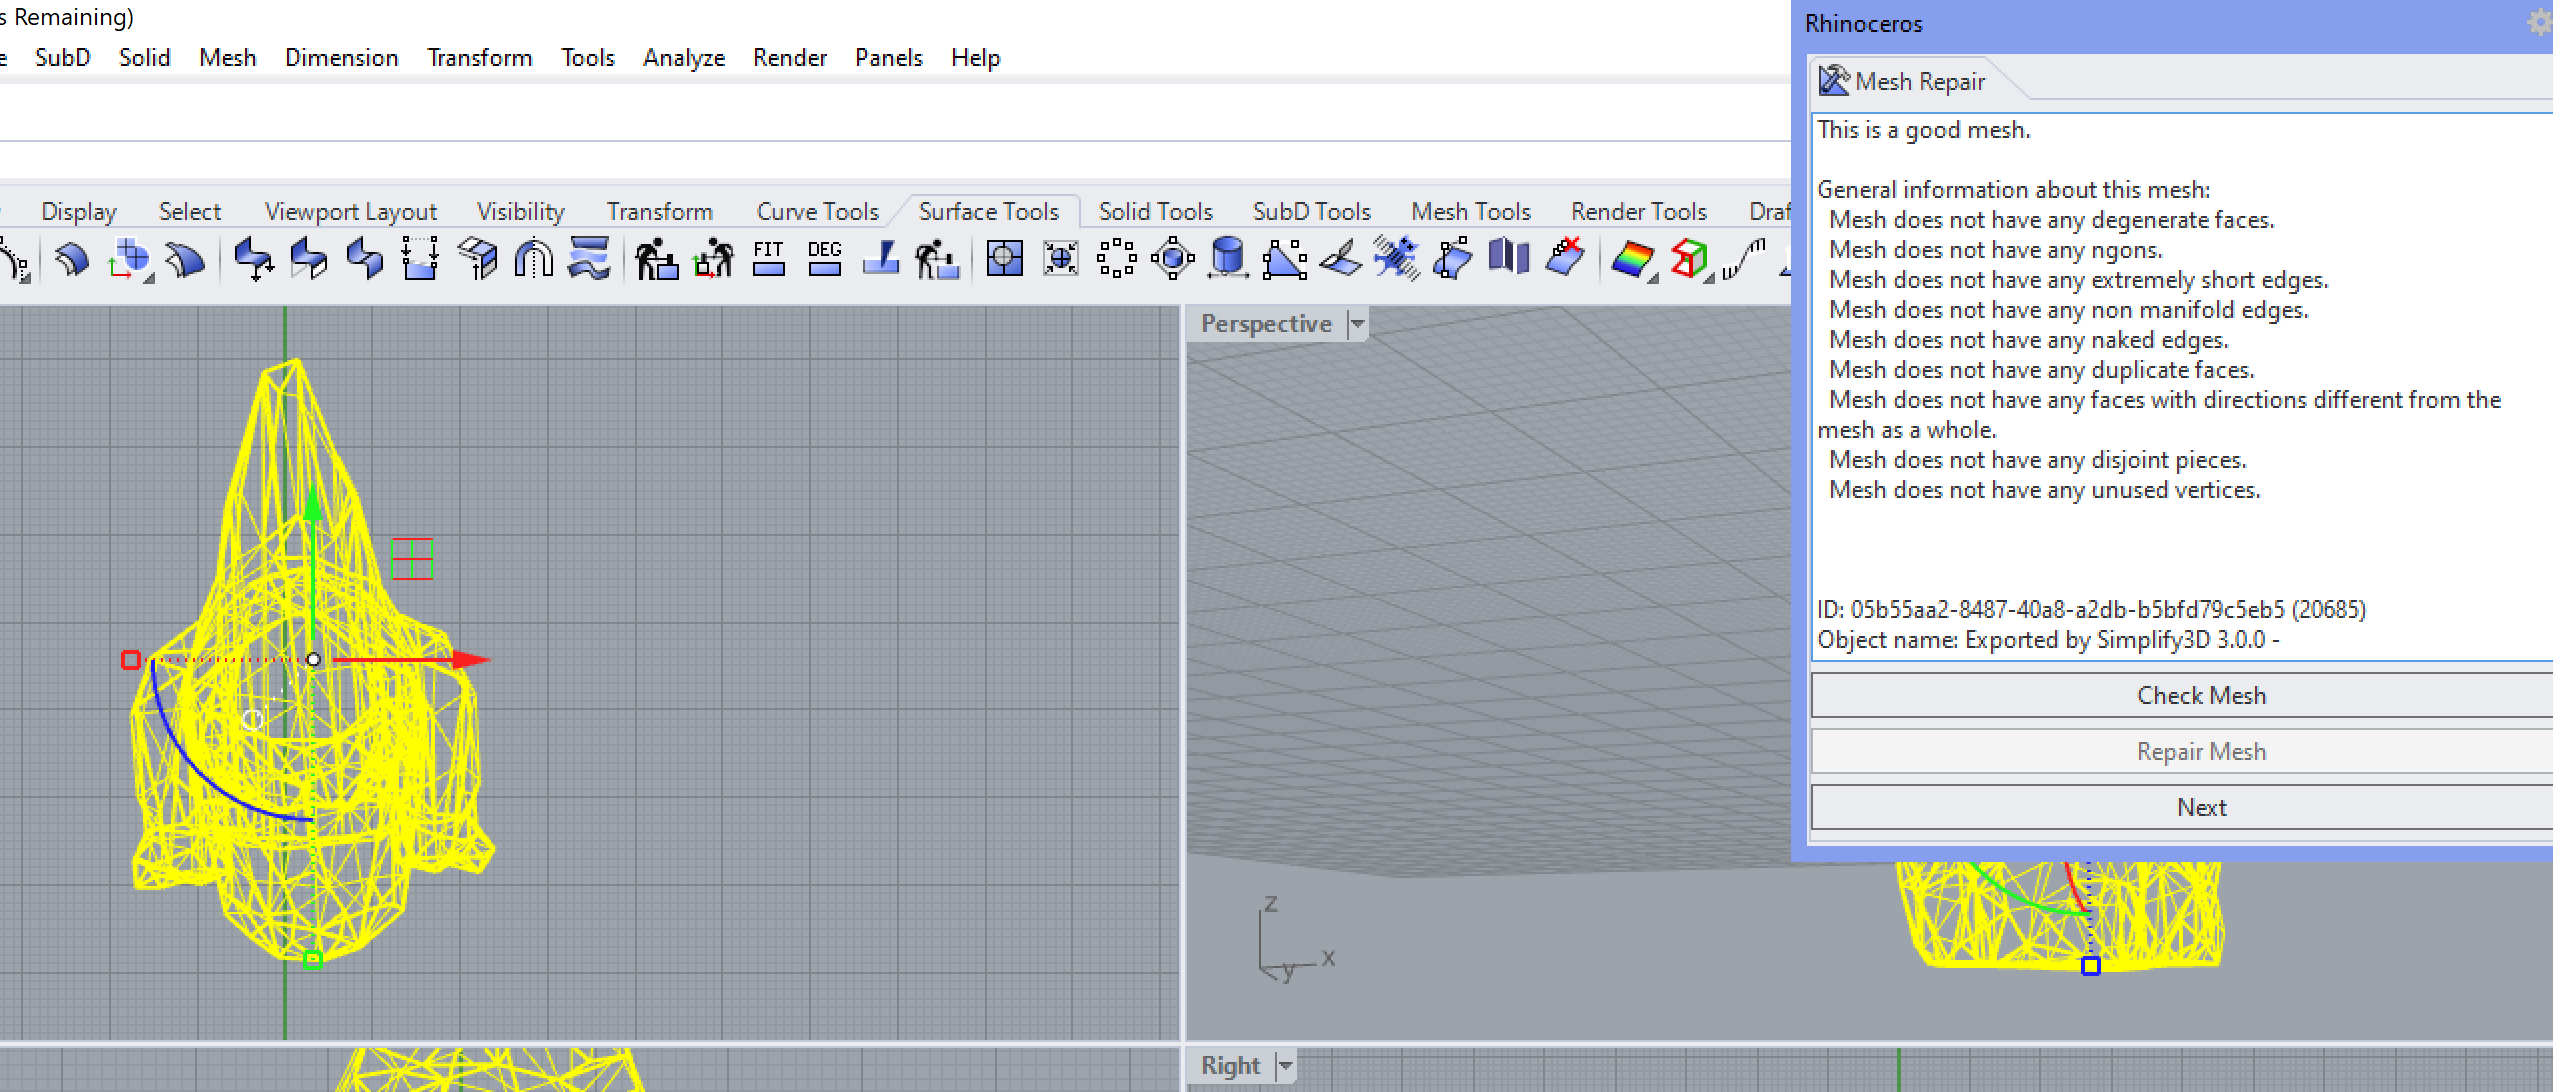 s Remaining)
SubD Solid Mesh Dimension Transform Tools Analyze Render Panels Help
Display Select Viewport Layout Visibility Transform Curve Tools Surface Tools Solid Tools SubD Tools Mesh Tools Render Tools Draf
FIT DEG
Perspective
z
x
y
Right
Rhinoceros
Mesh Repair
This is a good mesh.
General information about this mesh:
Mesh does not have any degenerate faces.
Mesh does not have any ngons.
Mesh does not have any extremely short edges.
Mesh does not have any non manifold edges.
Mesh does not have any naked edges.
Mesh does not have any duplicate faces.
Mesh does not have any faces with directions different from the
mesh as a whole.
Mesh does not have any disjoint pieces.
Mesh does not have any unused vertices.
ID: 05b55aa2-8487-40a8-a2db-b5bfd79c5eb5 (20685)
Object name: Exported by Simplify3D 3.0.0 -
Check Mesh
Repair Mesh
Next